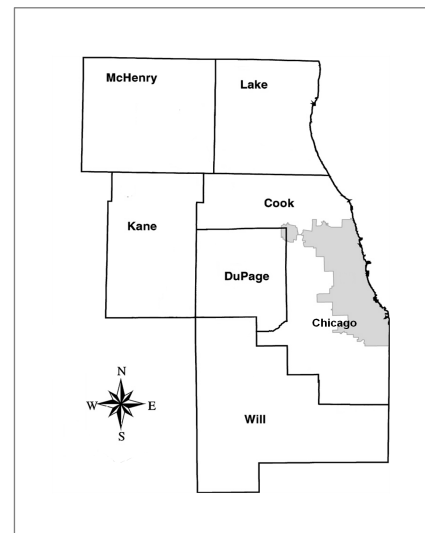 McHenry
Lake
Cook
Kane
DuPage
Chicago
N
W E
S
Will